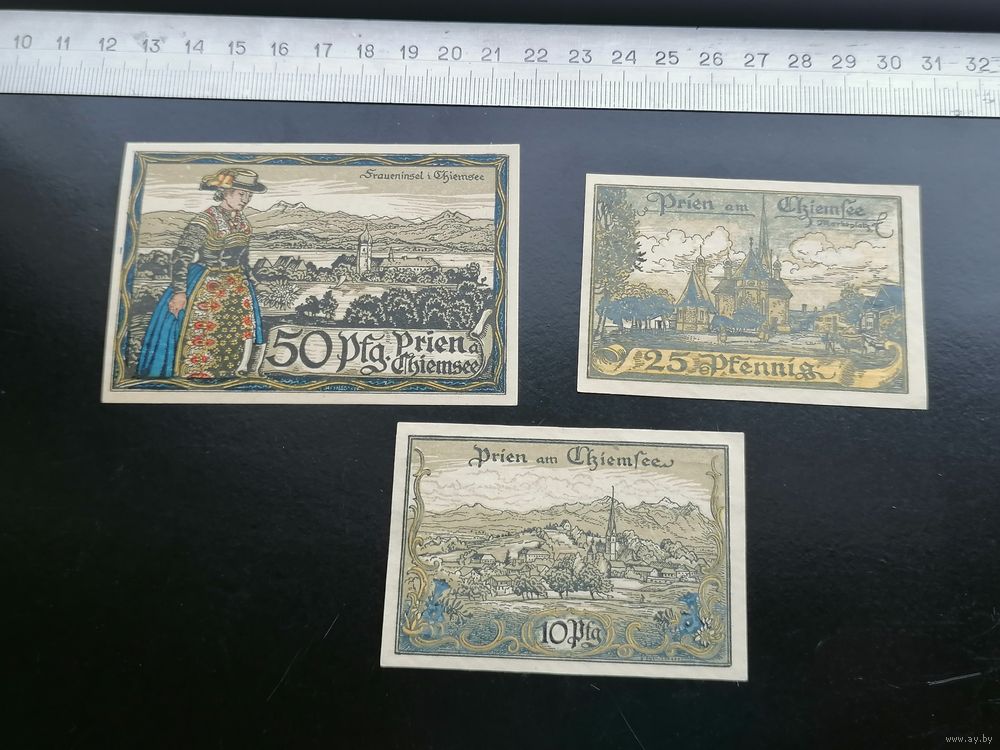 10 11 12 13 14 15 16 17 18 19 20 21 22 23 24 25 26 27 28 29 30 31 32
Fraueninsel i Chiemsee
50 Pfg. Prien a
Chiemsee
Prien am Chiemsee
Marktplatz
25 Pfennig
Prien am Chiemsee
10 Pfg
www.ay.by